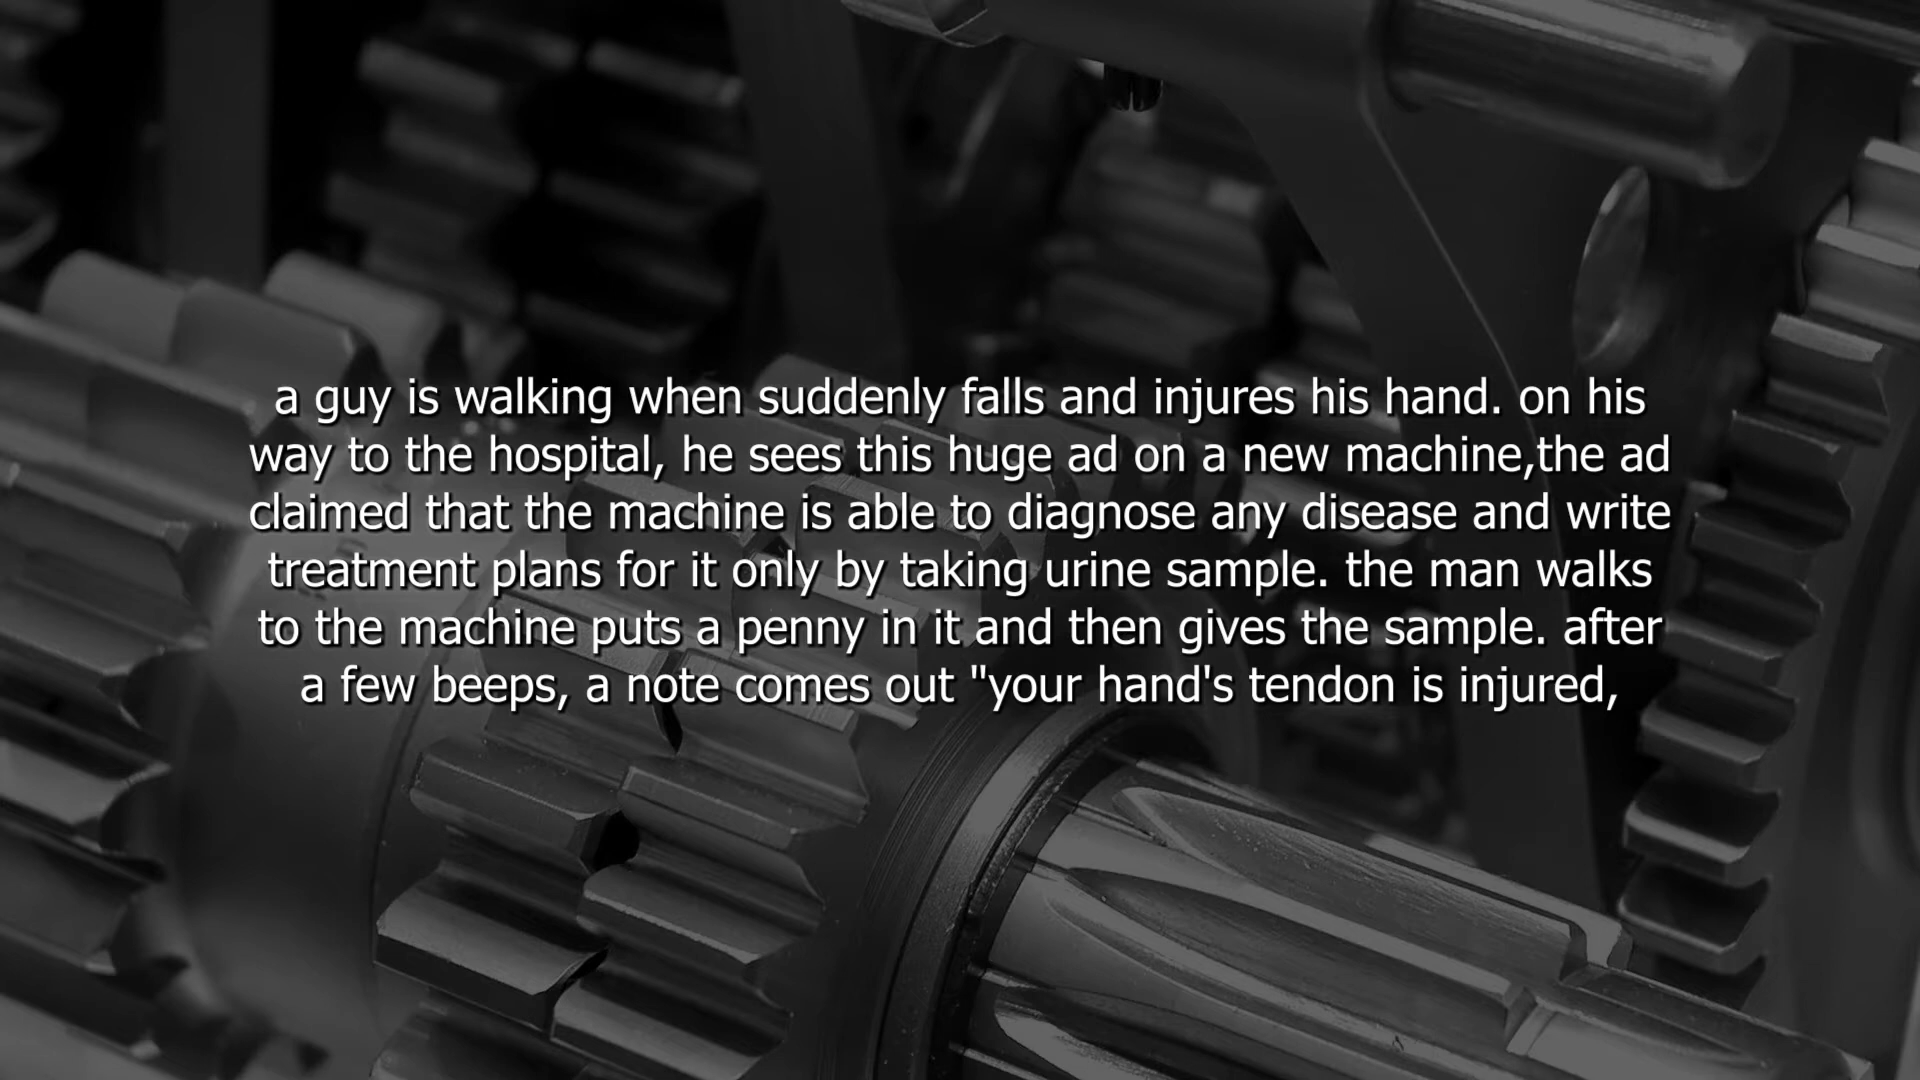 a guy is walking when suddenly falls and injures his hand. on his
way to the hospital, he sees this huge ad on a new machine,the ad
claimed that the machine is able to diagnose any disease and write
treatment plans for it only by taking urine sample. the man walks
to the machine puts a penny in it and then gives the sample. after
a few beeps, a note comes out "your hand's tendon is injured,